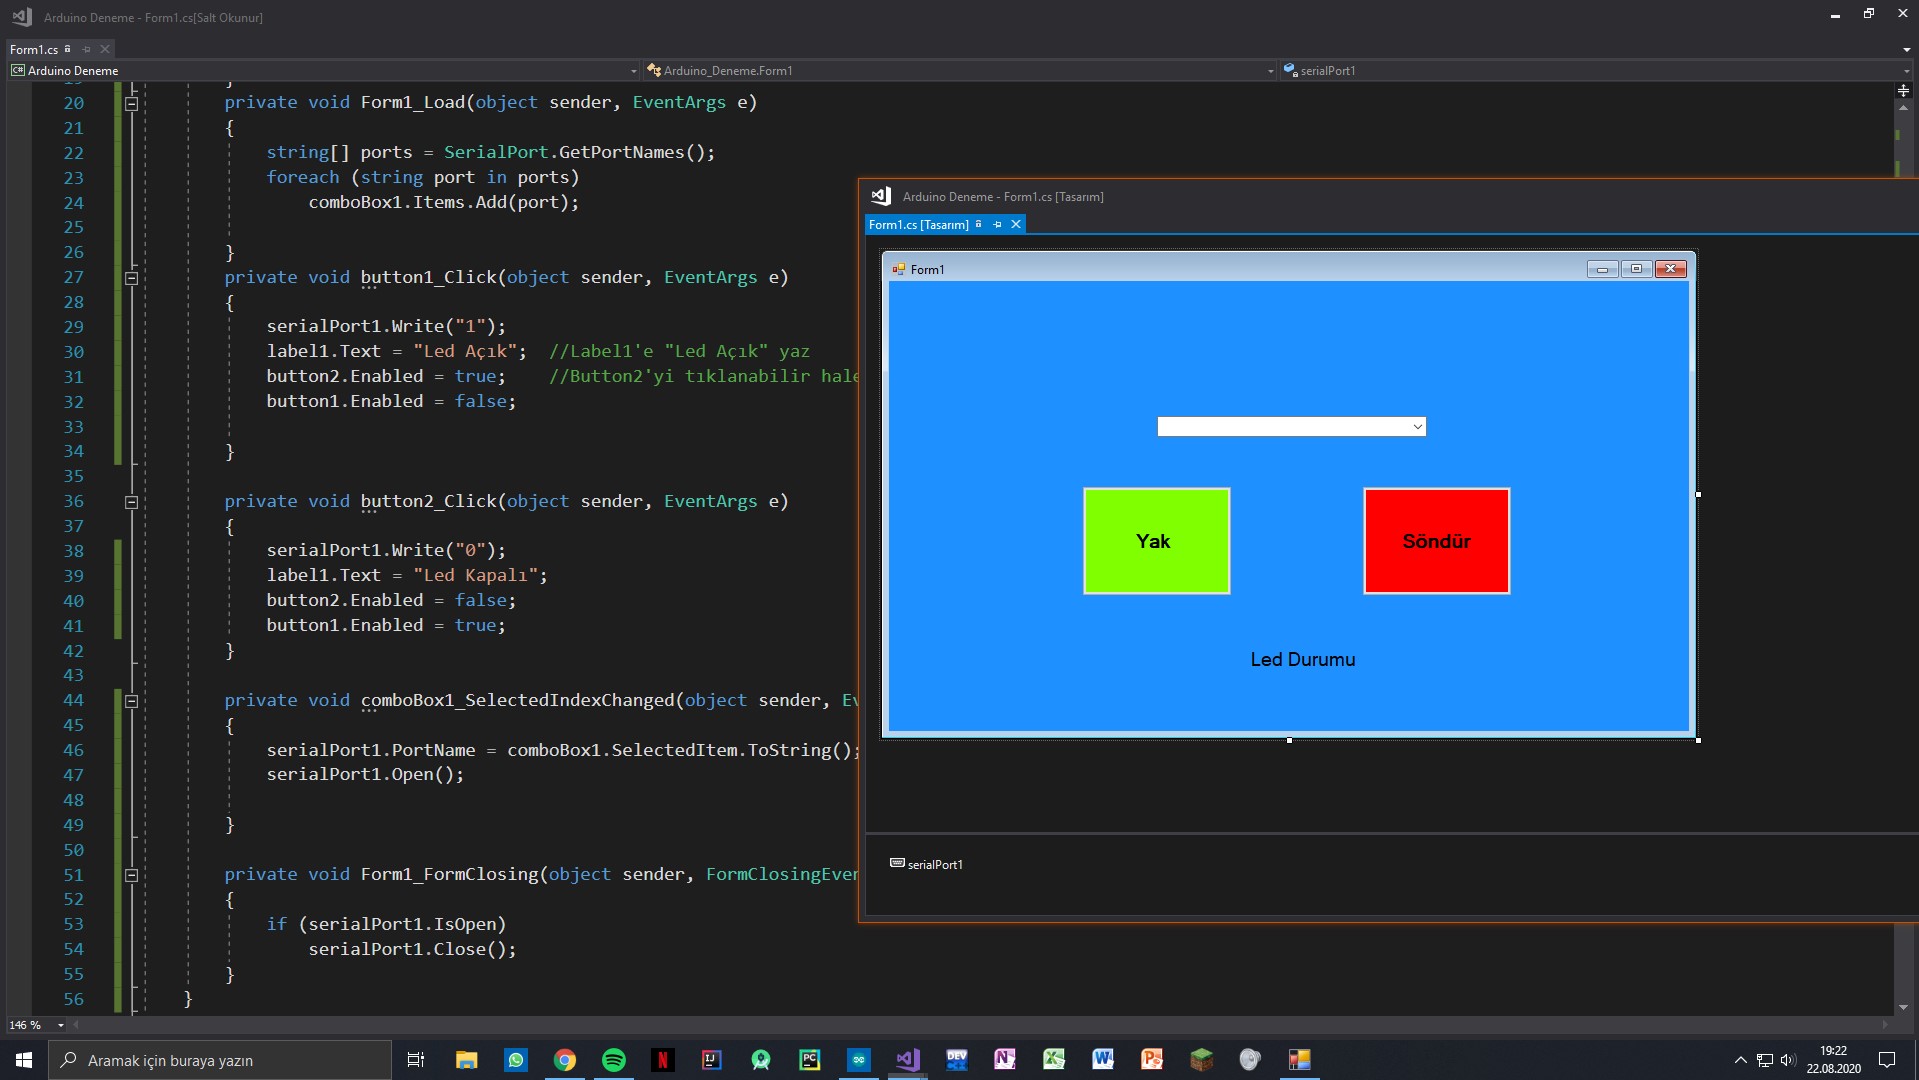 Arduino Deneme - Form1.cs[Salt Okunur]
Form1.cs
C# Arduino Deneme
Arduino_Deneme.Form1
serialPort1
20 private void Form1_Load(object sender, EventArgs e)
21 {
22 string[] ports = SerialPort.GetPortNames();
23 foreach (string port in ports)
24 comboBox1.Items.Add(port);
25
26 }
27 private void button1_Click(object sender, EventArgs e)
28 {
29 serialPort1.Write("1");
30 label1.Text = "Led Açık"; //Label1'e "Led Açık" yaz
31 button2.Enabled = true; //Button2'yi tıklanabilir hale
32 button1.Enabled = false;
33
34 }
35
36 private void button2_Click(object sender, EventArgs e)
37 {
38 serialPort1.Write("0");
39 label1.Text = "Led Kapalı";
40 button2.Enabled = false;
41 button1.Enabled = true;
42 }
43
44 private void comboBox1_SelectedIndexChanged(object sender, Ev
45 {
46 serialPort1.PortName = comboBox1.SelectedItem.ToString();
47 serialPort1.Open();
48
49 }
50
51 private void Form1_FormClosing(object sender, FormClosingEver
52 {
53 if (serialPort1.IsOpen)
54 serialPort1.Close();
55 }
56 }
146 %
Arduino Deneme - Form1.cs [Tasarım]
Form1.cs [Tasarım]
Form1
Yak
Söndür
Led Durumu
serialPort1
Aramak için buraya yazın
N
IJ
PC
DEV
N
X
W
P
19:22
22.08.2020